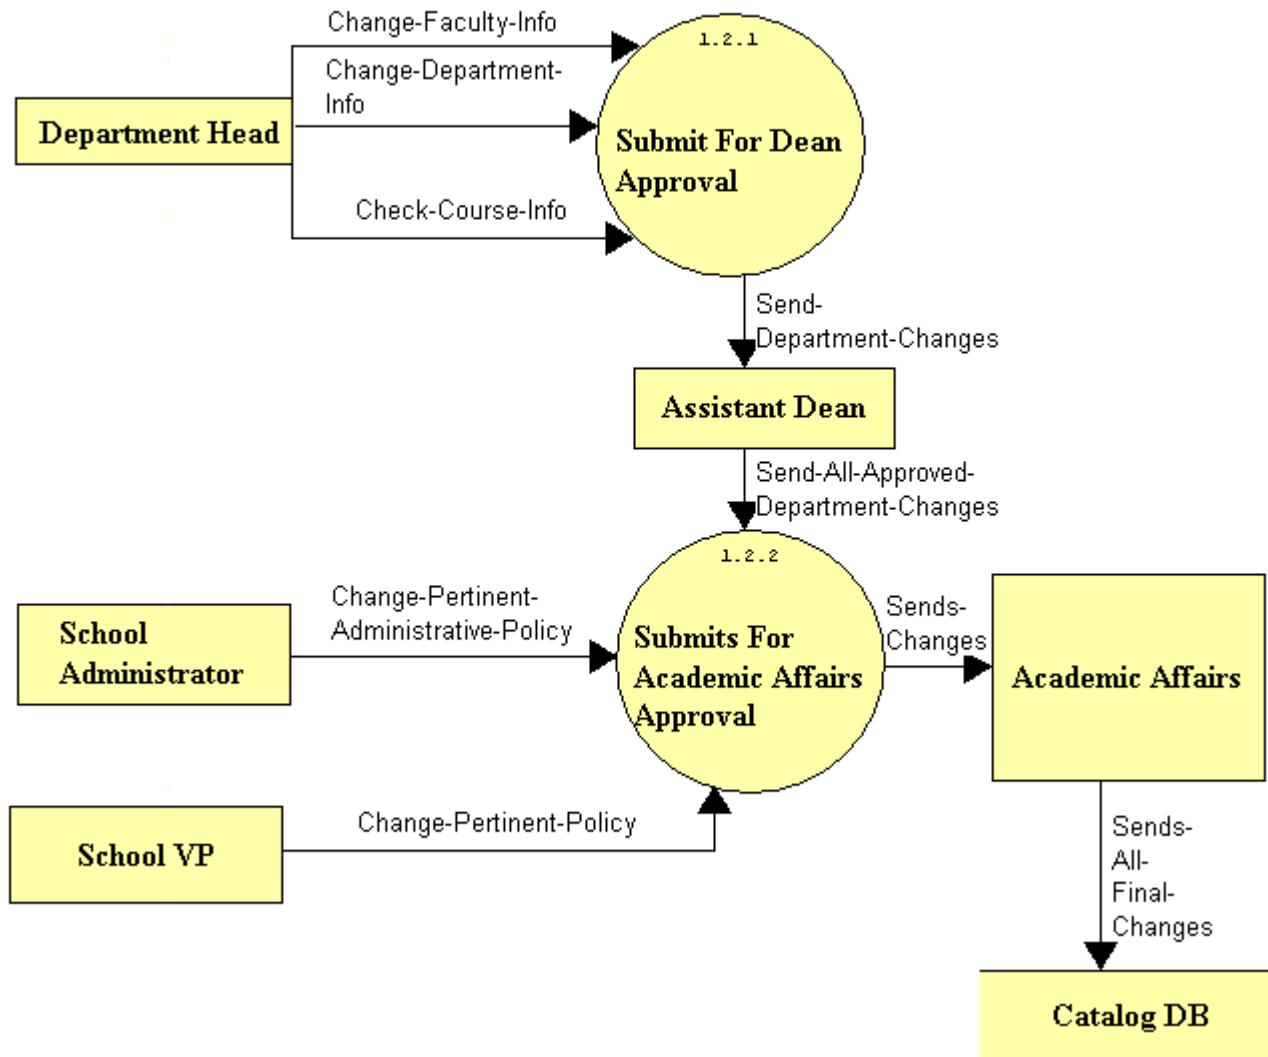 Change-Faculty-Info
1.2.1
Change-Department-
Info
Department Head
Submit For Dean
Approval
Check-Course-Info
Send-
Department-Changes
Assistant Dean
Send-All-Approved-
Department-Changes
1.2.2
Change-Pertinent-
Administrative-Policy
School
Administrator
Submits For
Academic Affairs
Approval
Sends-
Changes
Academic Affairs
Change-Pertinent-Policy
School VP
Sends-
All-
Final-
Changes
Catalog DB